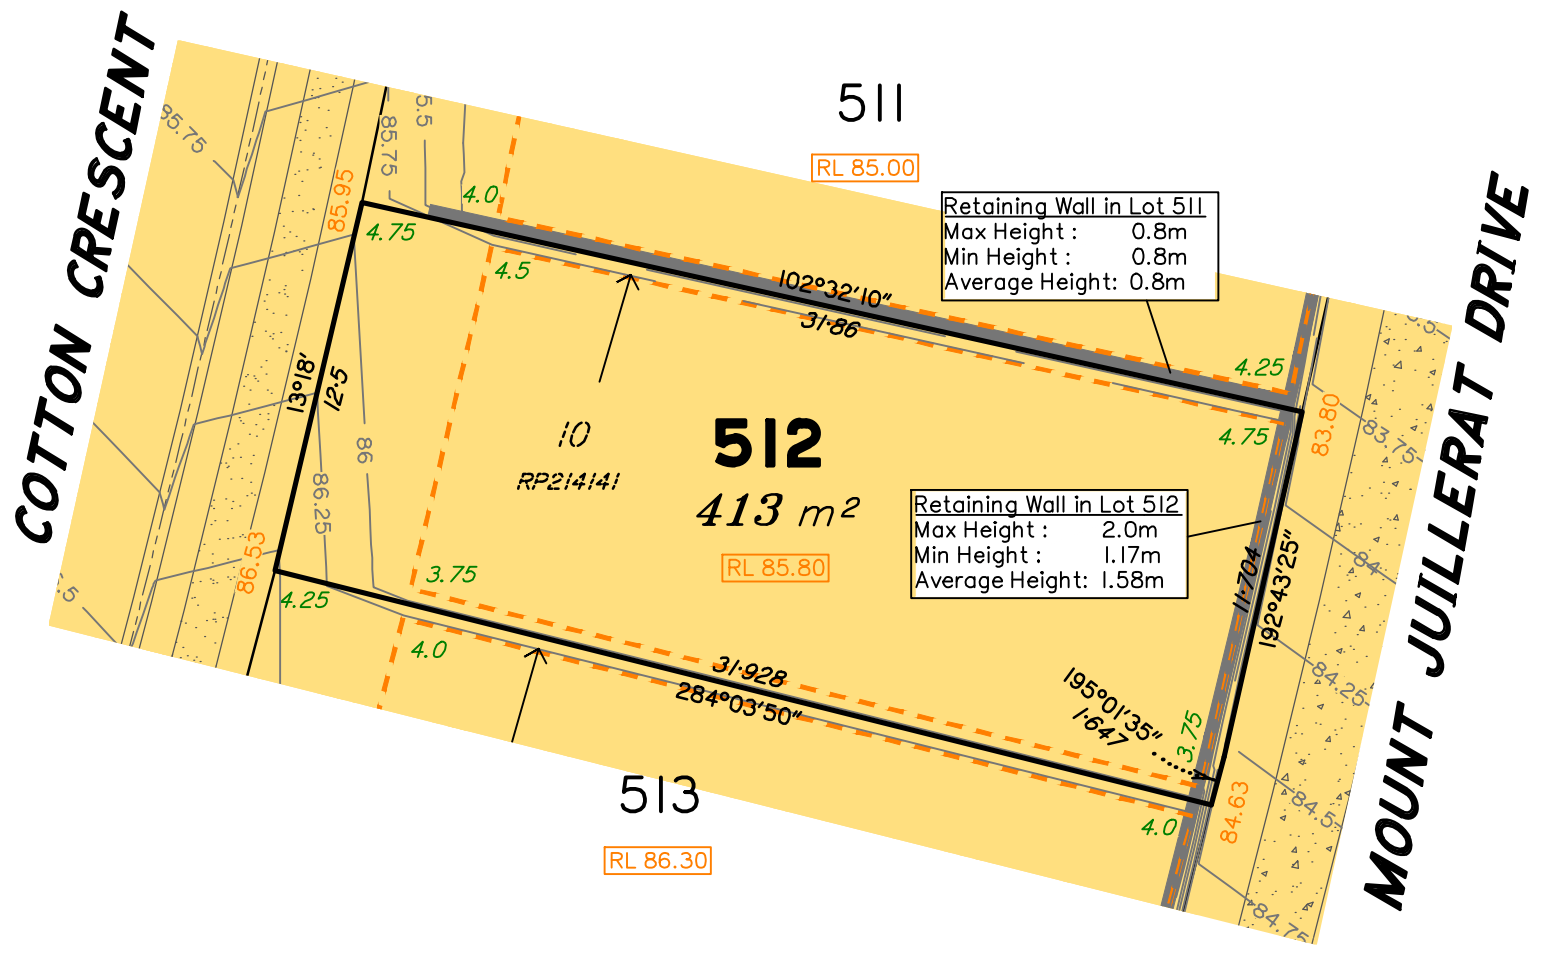 COTTON CRESCENT
511
RL 85.00
Retaining Wall in Lot 511
Max Height : 0.8m
Min Height : 0.8m
Average Height: 0.8m
85.75
85.95
85.75
5.5
4.0
4.75
4.5
102°32'10"
31·86
4.25
4.75
83.80
83.75
MOUNT JUILLERAT DRIVE
13°18'
12·5
86
86.25
10
RP214141
512
413 m²
RL 85.80
Retaining Wall in Lot 512
Max Height : 2.0m
Min Height : 1.17m
Average Height: 1.58m
11·704
192°43'25"
84
84.25
86.53
.5
4.25
3.75
4.0
31·928
284°03'50"
195°01'35"
1·647
3.75
4.0
84.63
84.5
84.75
513
RL 86.30